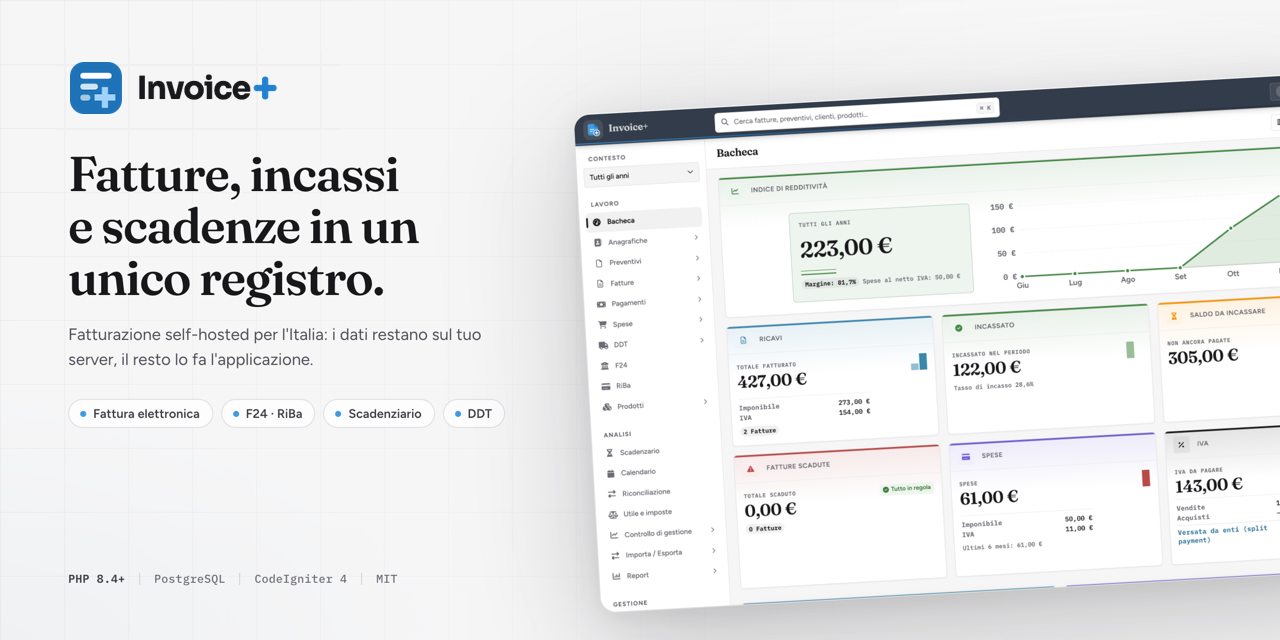 Invoice+
Fatture, incassi
e scadenze in un
unico registro.
Fatturazione self-hosted per l'Italia: i dati restano sul tuo
server, il resto lo fa l'applicazione.
Fattura elettronica
F24 · RiBa
Scadenziario
DDT
PHP 8.4+ | PostgreSQL | CodeIgniter 4 | MIT
Invoice+
Cerca fatture, preventivi, clienti, prodotti...
⌘ K
CONTESTO
Tutti gli anni
LAVORO
Bacheca
Anagrafiche
Preventivi
Fatture
Pagamenti
Spese
DDT
F24
RiBa
Prodotti
ANALISI
Scadenzario
Calendario
Riconciliazione
Utile e imposte
Controllo di gestione
Importa / Esporta
Report
GESTIONE
Bacheca
INDICE DI REDDITIVITÀ
TUTTI GLI ANNI
223,00 €
Margine: 81,7% Spese al netto IVA: 50,00 €
150 €
100 €
50 €
0 €
Giu Lug Ago Set Ott
RICAVI
TOTALE FATTURATO
427,00 €
Imponibile 273,00 €
IVA 154,00 €
2 Fatture
INCASSATO
INCASSATO NEL PERIODO
122,00 €
Tasso di incasso 28,6%
SALDO DA INCASSARE
NON ANCORA PAGATE
305,00 €
FATTURE SCADUTE
TOTALE SCADUTO
Tutto in regola
0,00 €
0 Fatture
SPESE
SPESE
61,00 €
Imponibile 50,00 €
IVA 11,00 €
Ultimi 6 mesi: 61,00 €
IVA
IVA DA PAGARE
143,00 €
Vendite
Acquisti
Versata da enti (split
payment)